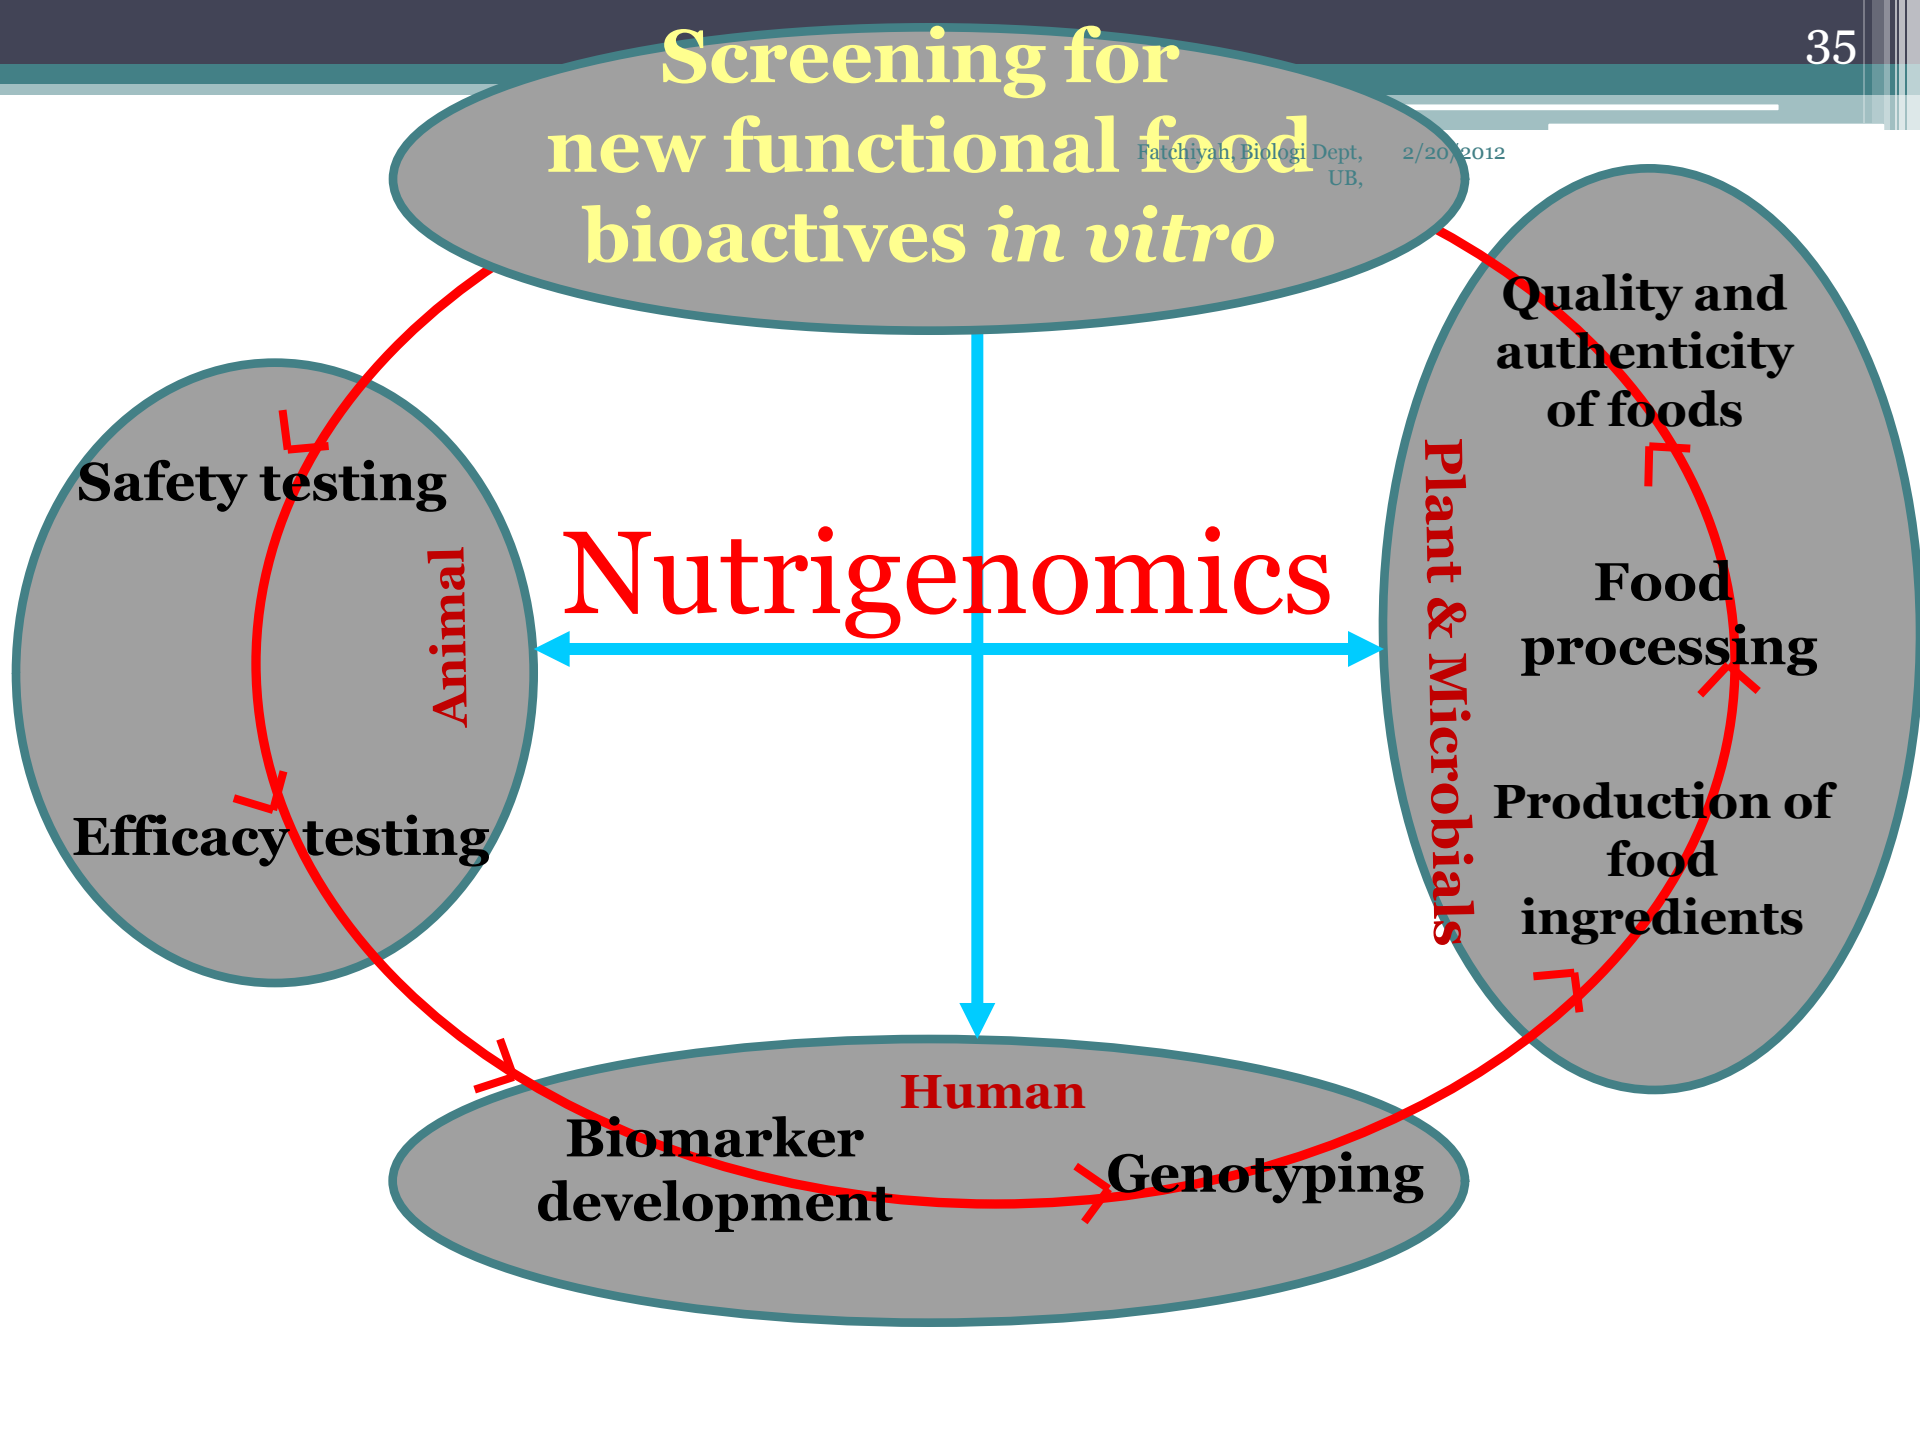 35
Screening for
new functional food
bioactives in vitro
Fatchiyah, Biologi Dept,
UB,
2/20/2012
Quality and
authenticity
of foods
Plant & Microbials
Food
processing
Production of
food
ingredients
Safety testing
Animal
Efficacy testing
Nutrigenomics
Human
Biomarker
development
Genotyping